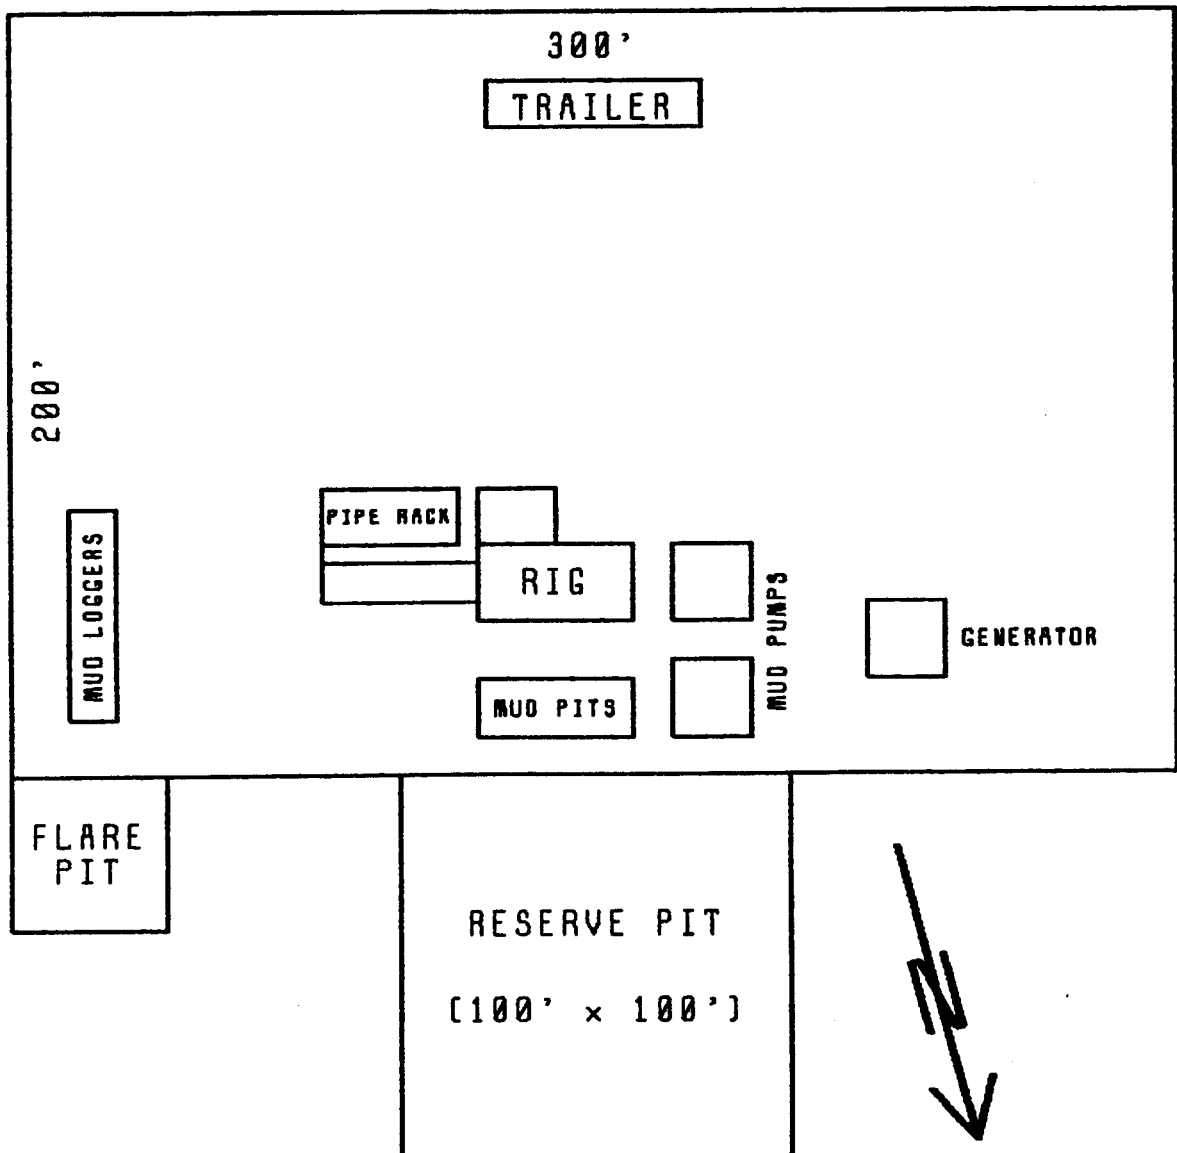 300'
TRAILER
200'
PIPE RACK
MUD LOGGERS
RIG
MUD PUMPS
GENERATOR
MUD PITS
FLARE
PIT
RESERVE PIT
[100' x 100']
N